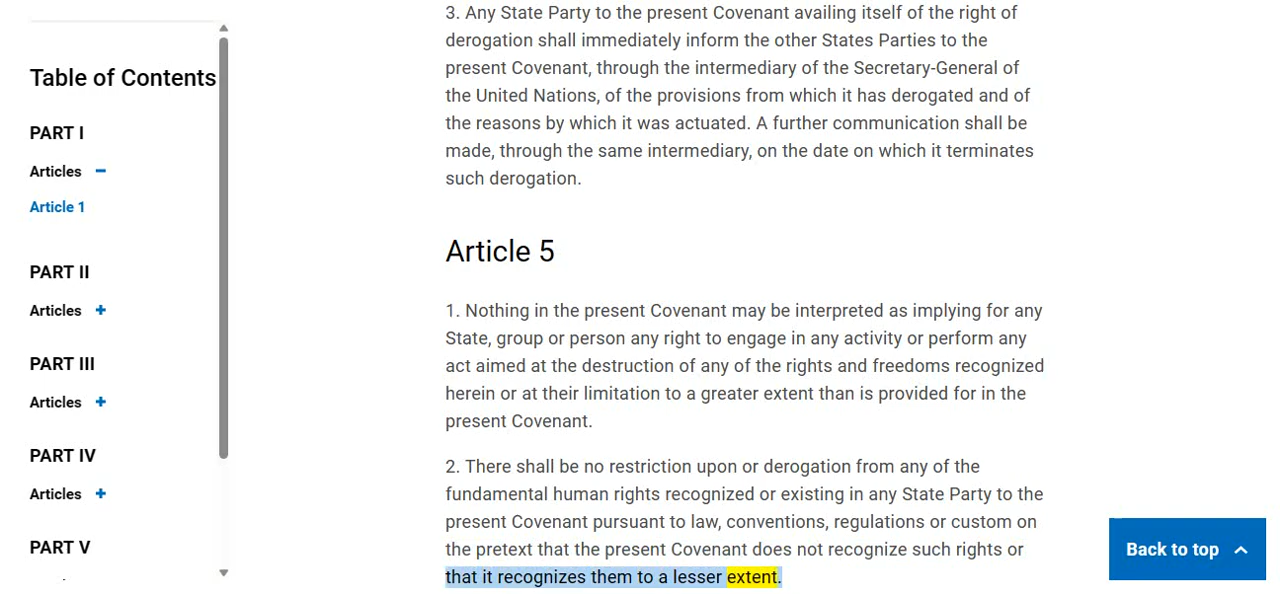 Table of Contents
PART I
Articles −
Article 1
PART II
Articles +
PART III
Articles +
PART IV
Articles +
PART V
3. Any State Party to the present Covenant availing itself of the right of
derogation shall immediately inform the other States Parties to the
present Covenant, through the intermediary of the Secretary-General of
the United Nations, of the provisions from which it has derogated and of
the reasons by which it was actuated. A further communication shall be
made, through the same intermediary, on the date on which it terminates
such derogation.
Article 5
1. Nothing in the present Covenant may be interpreted as implying for any
State, group or person any right to engage in any activity or perform any
act aimed at the destruction of any of the rights and freedoms recognized
herein or at their limitation to a greater extent than is provided for in the
present Covenant.
2. There shall be no restriction upon or derogation from any of the
fundamental human rights recognized or existing in any State Party to the
present Covenant pursuant to law, conventions, regulations or custom on
the pretext that the present Covenant does not recognize such rights or
that it recognizes them to a lesser extent.
Back to top